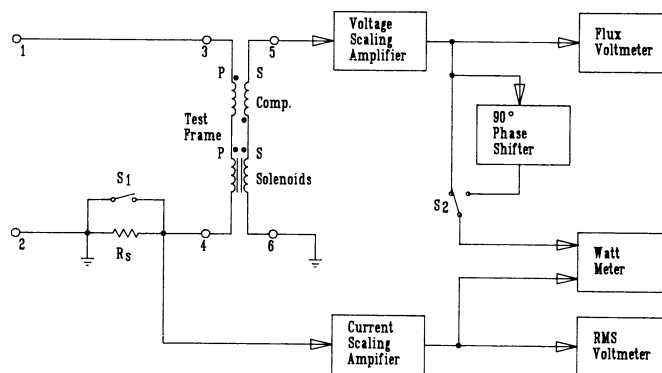 Voltage
Scaling
Amplifier
Flux
Voltmeter
1
3
5
P
S
Comp.
Test
Frame
90°
Phase
Shifter
P
S
Solenoids
S1
S2
2
Rs
4
6
Watt
Meter
Current
Scaling
Ampifier
RMS
Voltmeter